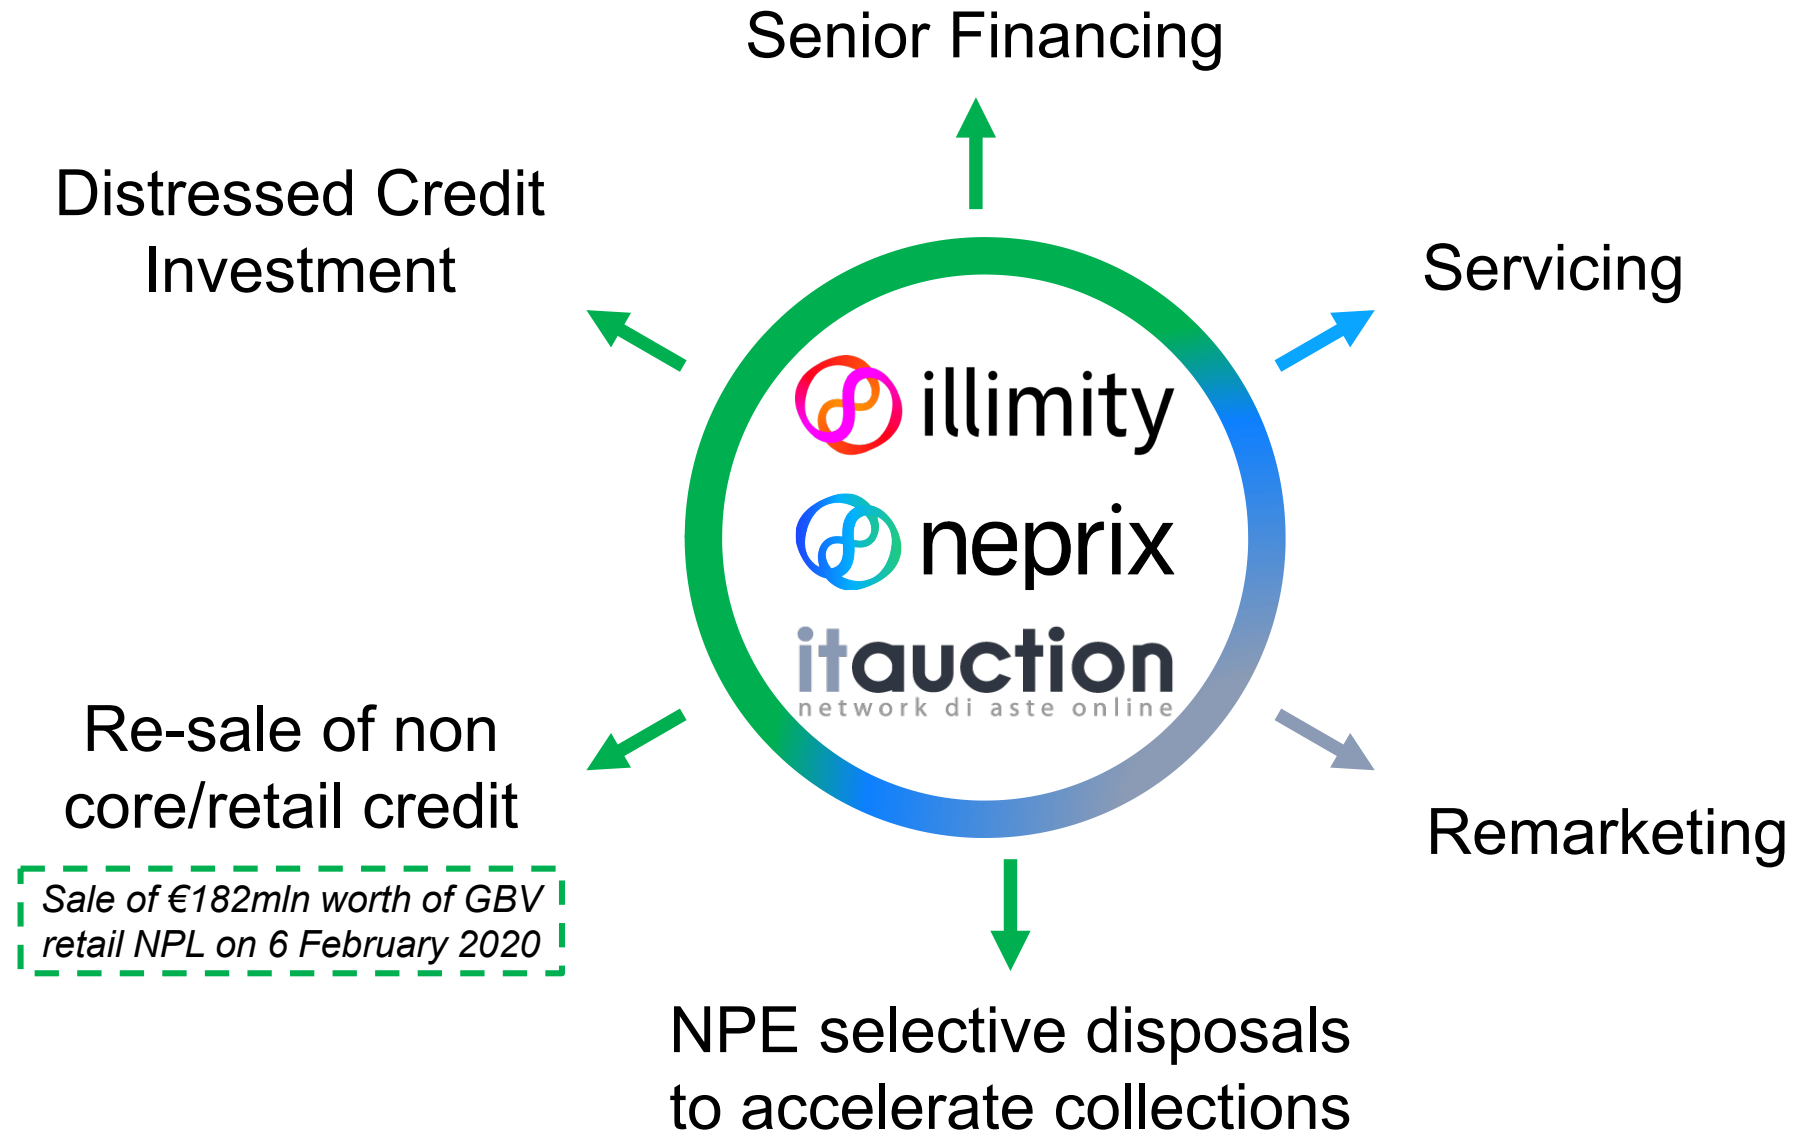 Senior Financing
Distressed Credit
Investment
Servicing
illimity
neprix
itauction
network di aste online
Re-sale of non
core/retail credit
Sale of €182mln worth of GBV
retail NPL on 6 February 2020
Remarketing
NPE selective disposals
to accelerate collections